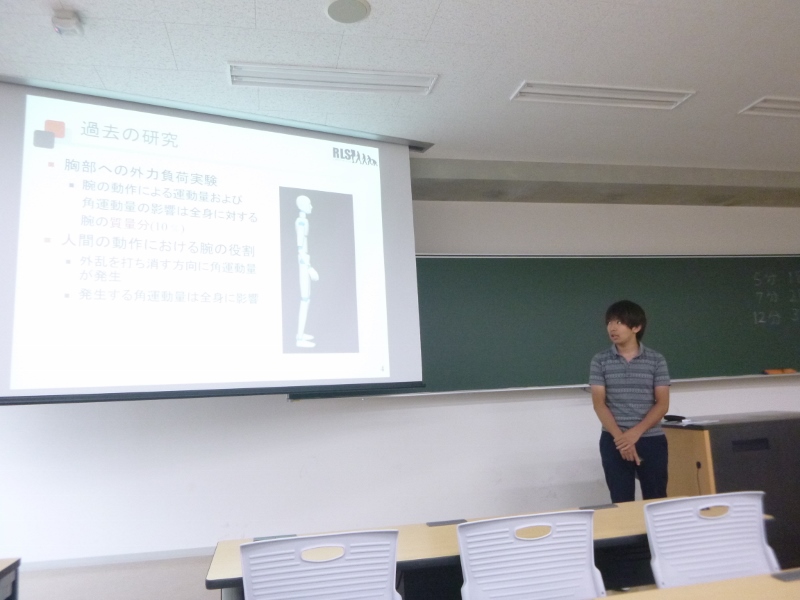 過去の研究
RLSP
胸部への外力負荷実験
腕の動作による運動量および
角運動量の影響は全身に対する
腕の質量分(10%)
人間の動作における腕の役割
外乱を打ち消す方向に角運動量
が発生
発生する角運動量は全身に影響
5分
7分
12分